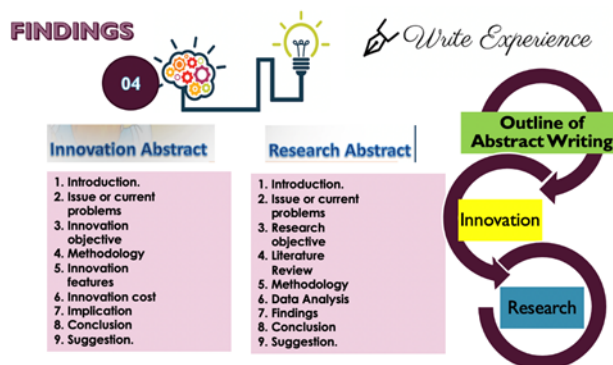 FINDINGS
Write Experience
04
Outline of
Abstract Writing
Innovation Abstract
Research Abstract
1. Introduction.
2. Issue or current
problems
3. Innovation
objective
4. Methodology
5. Innovation
features
6. Innovation cost
7. Implication
8. Conclusion
9. Suggestion.
1. Introduction.
2. Issue or current
problems
3. Research
objective
4. Literature
Review
5. Methodology
6. Data Analysis
7. Findings
8. Conclusion
9. Suggestion.
Innovation
Research